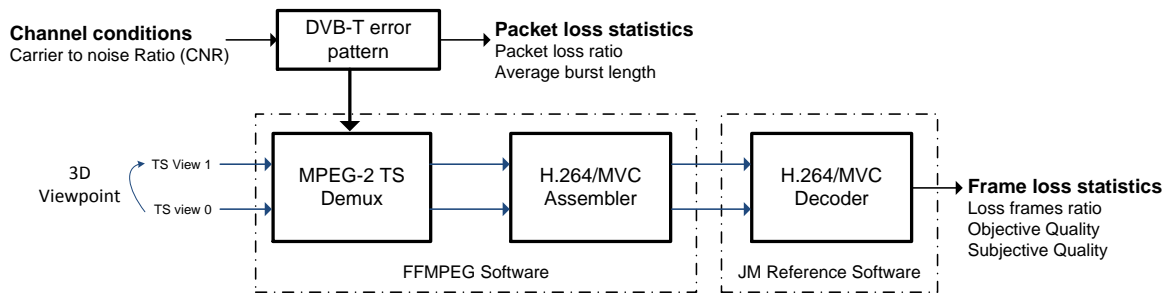 Channel conditions
Carrier to noise Ratio (CNR)
DVB-T error
pattern
Packet loss statistics
Packet loss ratio
Average burst length
3D
Viewpoint
TS View 1
TS view 0
MPEG-2 TS
Demux
H.264/MVC
Assembler
H.264/MVC
Decoder
Frame loss statistics
Loss frames ratio
Objective Quality
Subjective Quality
FFMPEG Software
JM Reference Software